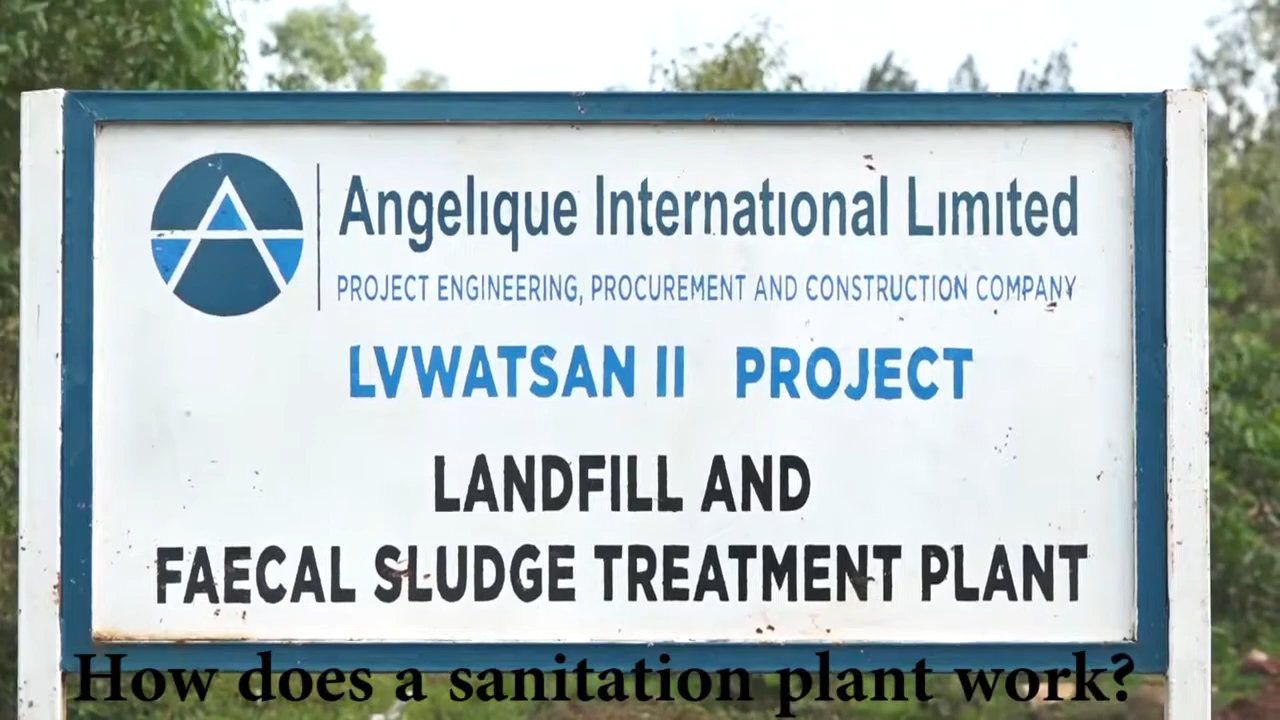 Angelique International Limited
PROJECT ENGINEERING, PROCUREMENT AND CONSTRUCTION COMPANY
LVWATSAN II PROJECT
LANDFILL AND
FAECAL SLUDGE TREATMENT PLANT
How does a sanitation plant work?